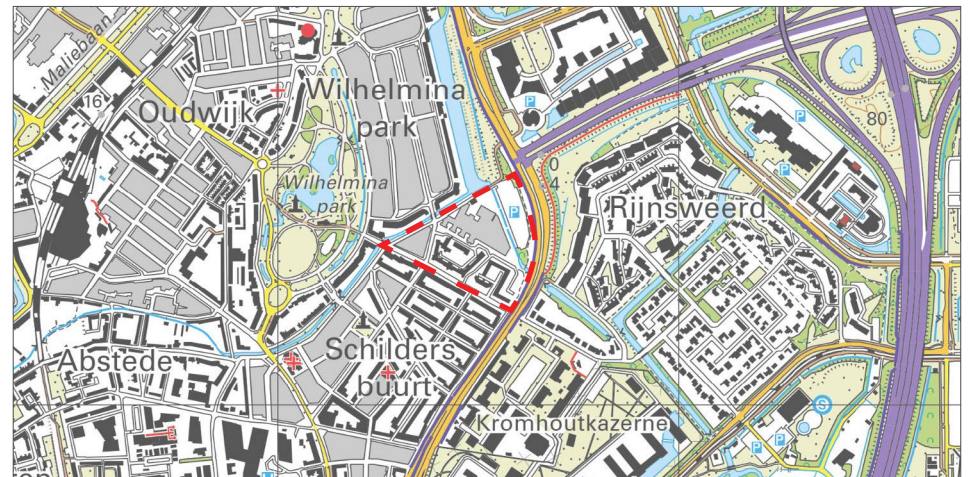 Maliebaan
16
Oudwijk
Wilhelmina
park
Wilhelmina
park
P
P
P
80
0
4
P
Rijnsweerd
Abstede
Schilders
buurt
Kromhoutkazerne
S
P
P
P